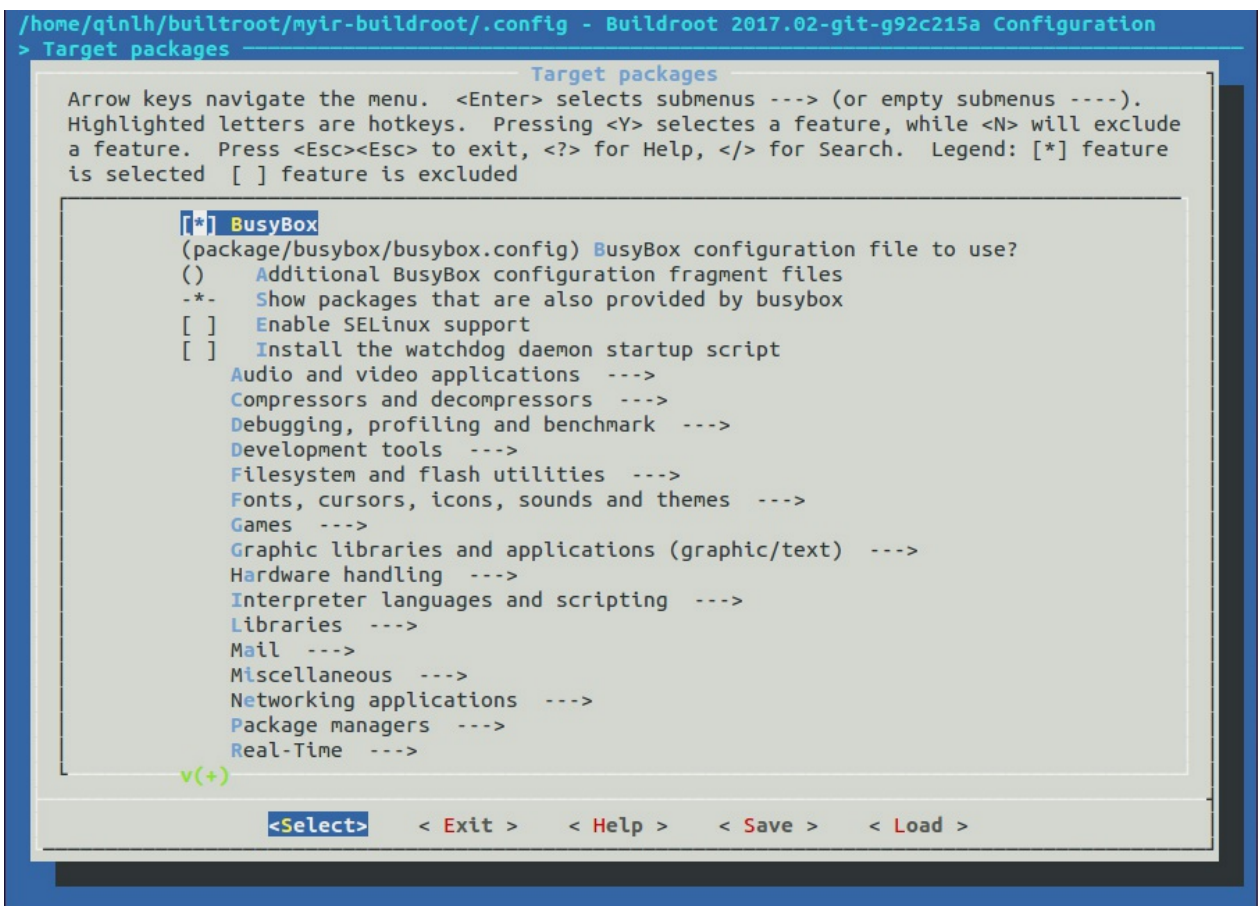 /home/qinlh/builtroot/myir-buildroot/.config - Buildroot 2017.02-git-g92c215a Configuration
> Target packages
Target packages
Arrow keys navigate the menu.  <Enter> selects submenus ---> (or empty submenus ----).
Highlighted letters are hotkeys.  Pressing <Y> selectes a feature, while <N> will exclude
a feature.  Press <Esc><Esc> to exit, <?> for Help, </> for Search.  Legend: [*] feature
is selected  [ ] feature is excluded
[*] BusyBox
(package/busybox/busybox.config) BusyBox configuration file to use?
()    Additional BusyBox configuration fragment files
-*-   Show packages that are also provided by busybox
[ ]   Enable SELinux support
[ ]   Install the watchdog daemon startup script
Audio and video applications  --->
Compressors and decompressors  --->
Debugging, profiling and benchmark  --->
Development tools  --->
Filesystem and flash utilities  --->
Fonts, cursors, icons, sounds and themes  --->
Games  --->
Graphic libraries and applications (graphic/text)  --->
Hardware handling  --->
Interpreter languages and scripting  --->
Libraries  --->
Mail  --->
Miscellaneous  --->
Networking applications  --->
Package managers  --->
Real-Time  --->
v(+)
<Select>    < Exit >    < Help >    < Save >    < Load >